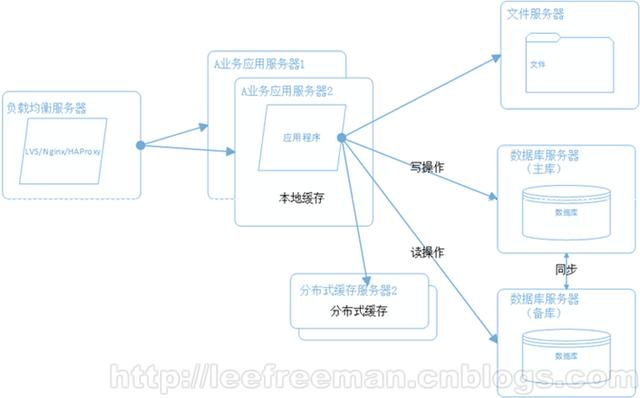 文件服务器
文件
A业务应用服务器1
A业务应用服务器2
应用程序
本地缓存
负载均衡服务器
LVS/Nginx/HAProxy
写操作
数据库服务器
（主库）
数据库
读操作
同步
分布式缓存服务器2
分布式缓存
数据库服务器
（备库）
数据库
http://leefreeman.cnblogs.com